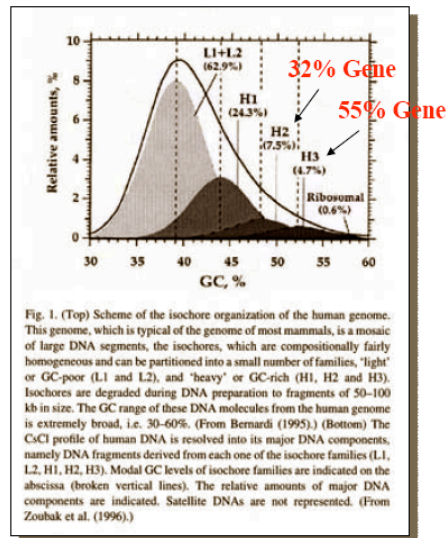 10
8
6
4
2
0
Relative amounts, %
L1+L2
(62.9%)
32% Gene
55% Gene
H1
(24.3%)
H2
(7.5%)
H3
(4.7%)
Ribosomal
(0.6%)
30 35 40 45 50 55 60
GC, %
Fig. 1. (Top) Scheme of the isochore organization of the human genome.
This genome, which is typical of the genome of most mammals, is a mosaic
of large DNA segments, the isochores, which are compositionally fairly
homogeneous and can be partitioned into a small number of families, 'light'
or GC-poor (L1 and L2), and 'heavy' or GC-rich (H1, H2 and H3).
Isochores are degraded during DNA preparation to fragments of 50–100
kb in size. The GC range of these DNA molecules from the human genome
is extremely broad, i.e. 30–60%. (From Bernardi (1995).) (Bottom) The
CsCl profile of human DNA is resolved into its major DNA components,
namely DNA fragments derived from each one of the isochore families (L1,
L2, H1, H2, H3). Modal GC levels of isochore families are indicated on the
abscissa (broken vertical lines). The relative amounts of major DNA
components are indicated. Satellite DNAs are not represented. (From
Zoubak et al. (1996).)